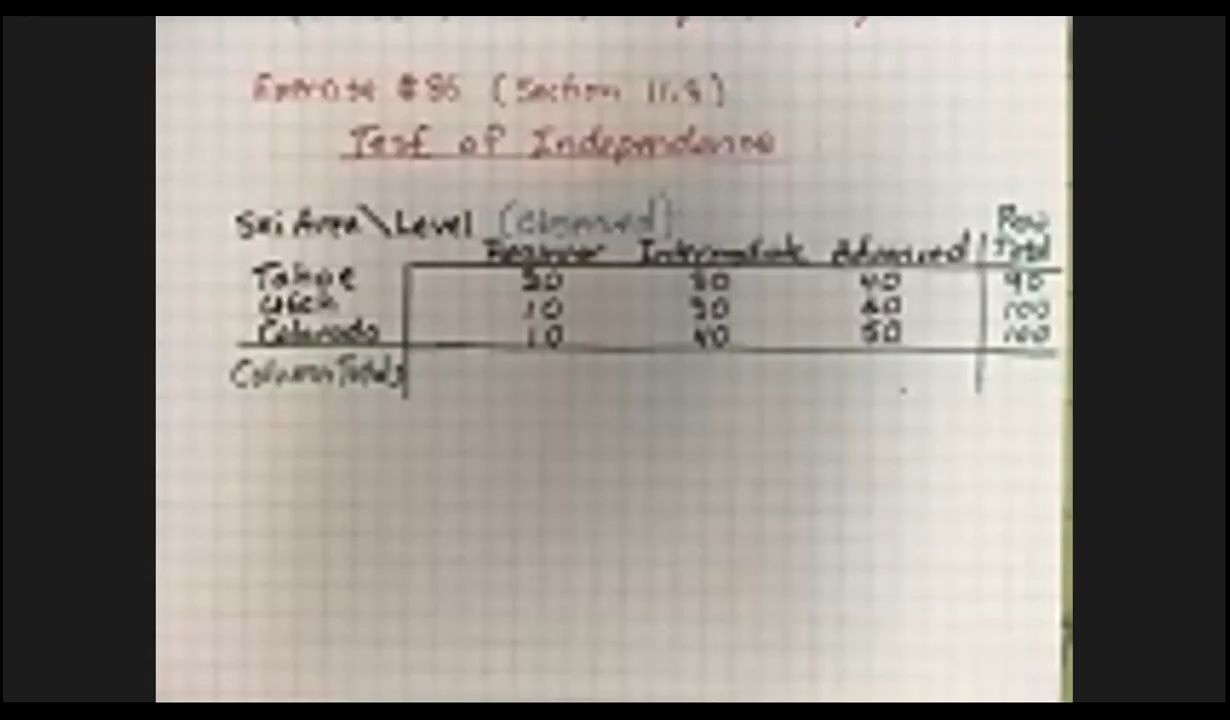 Exercise # 86 (Section 11.8)
Test of Independence
Ski Area\Level (Observed) Row
Beginner Intermediate Advanced Total
Tahoe 20 30 40 90
Utah 10 30 60 100
Colorado 10 40 50 100
Column Totals